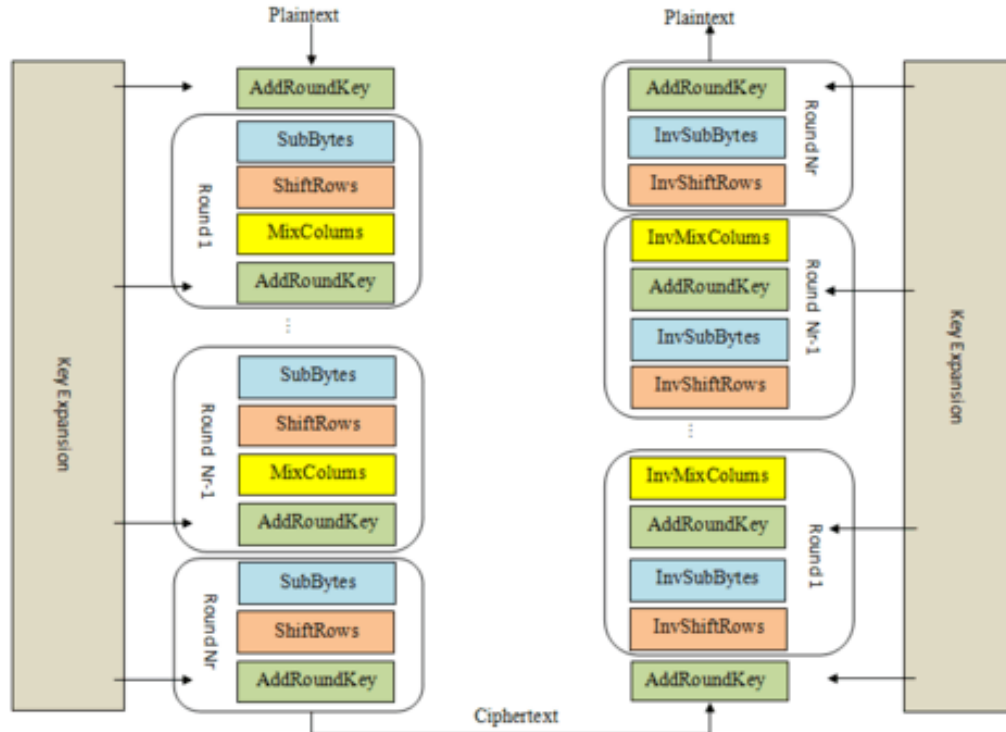 Plaintext
AddRoundKey
SubBytes
ShiftRows
MixColums
AddRoundKey
Round 1
...
SubBytes
ShiftRows
MixColums
AddRoundKey
Round Nr-1
SubBytes
ShiftRows
AddRoundKey
Round Nr
Key Expansion
Ciphertext
Plaintext
AddRoundKey
InvSubBytes
InvShiftRows
Round Nr
InvMixColums
AddRoundKey
InvSubBytes
InvShiftRows
Round Nr-1
...
InvMixColums
AddRoundKey
InvSubBytes
InvShiftRows
Round 1
AddRoundKey
Key Expansion